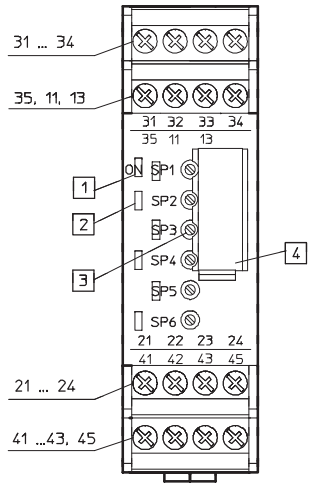 31 ... 34
35, 11, 13
31 32 33 34
35 11 13
ON SP1
1
SP2
2
SP3
4
SP4
3
SP5
SP6
21 22 23 24
41 42 43 45
21 ... 24
41 ...43, 45